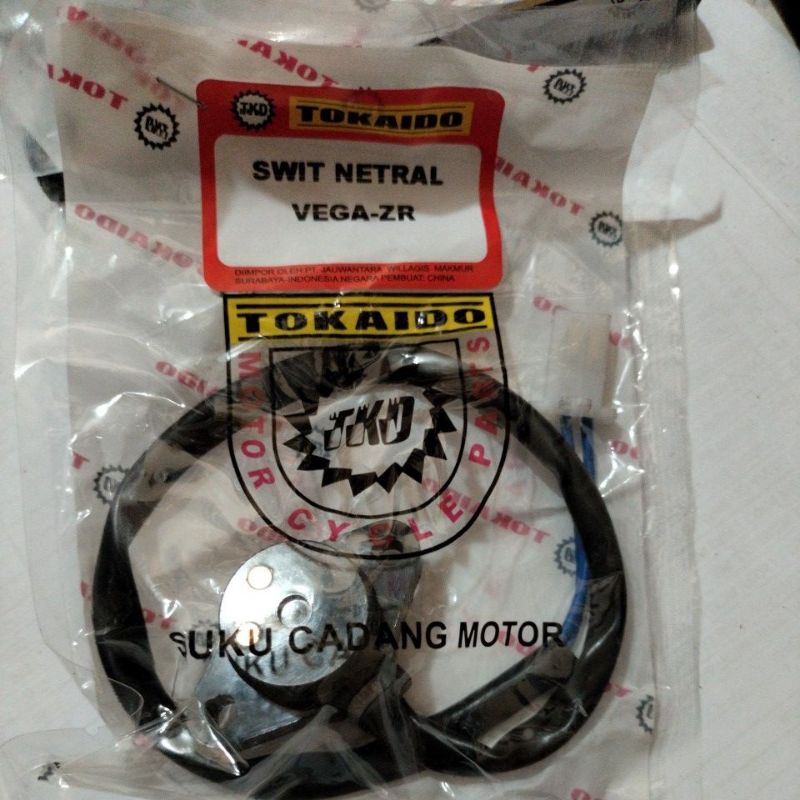 TKD TOKAIDO
SWIT NETRAL
VEGA-ZR
DIIMPOR OLEH:PT. JAUWANTARA WILLAGIS MAKMUR
SURABAYA-INDONESIA NEGARA PEMBUAT: CHINA
TOKAIDO
TKD
MOTOR CYCLE PARTS
SUKU CADANG MOTOR